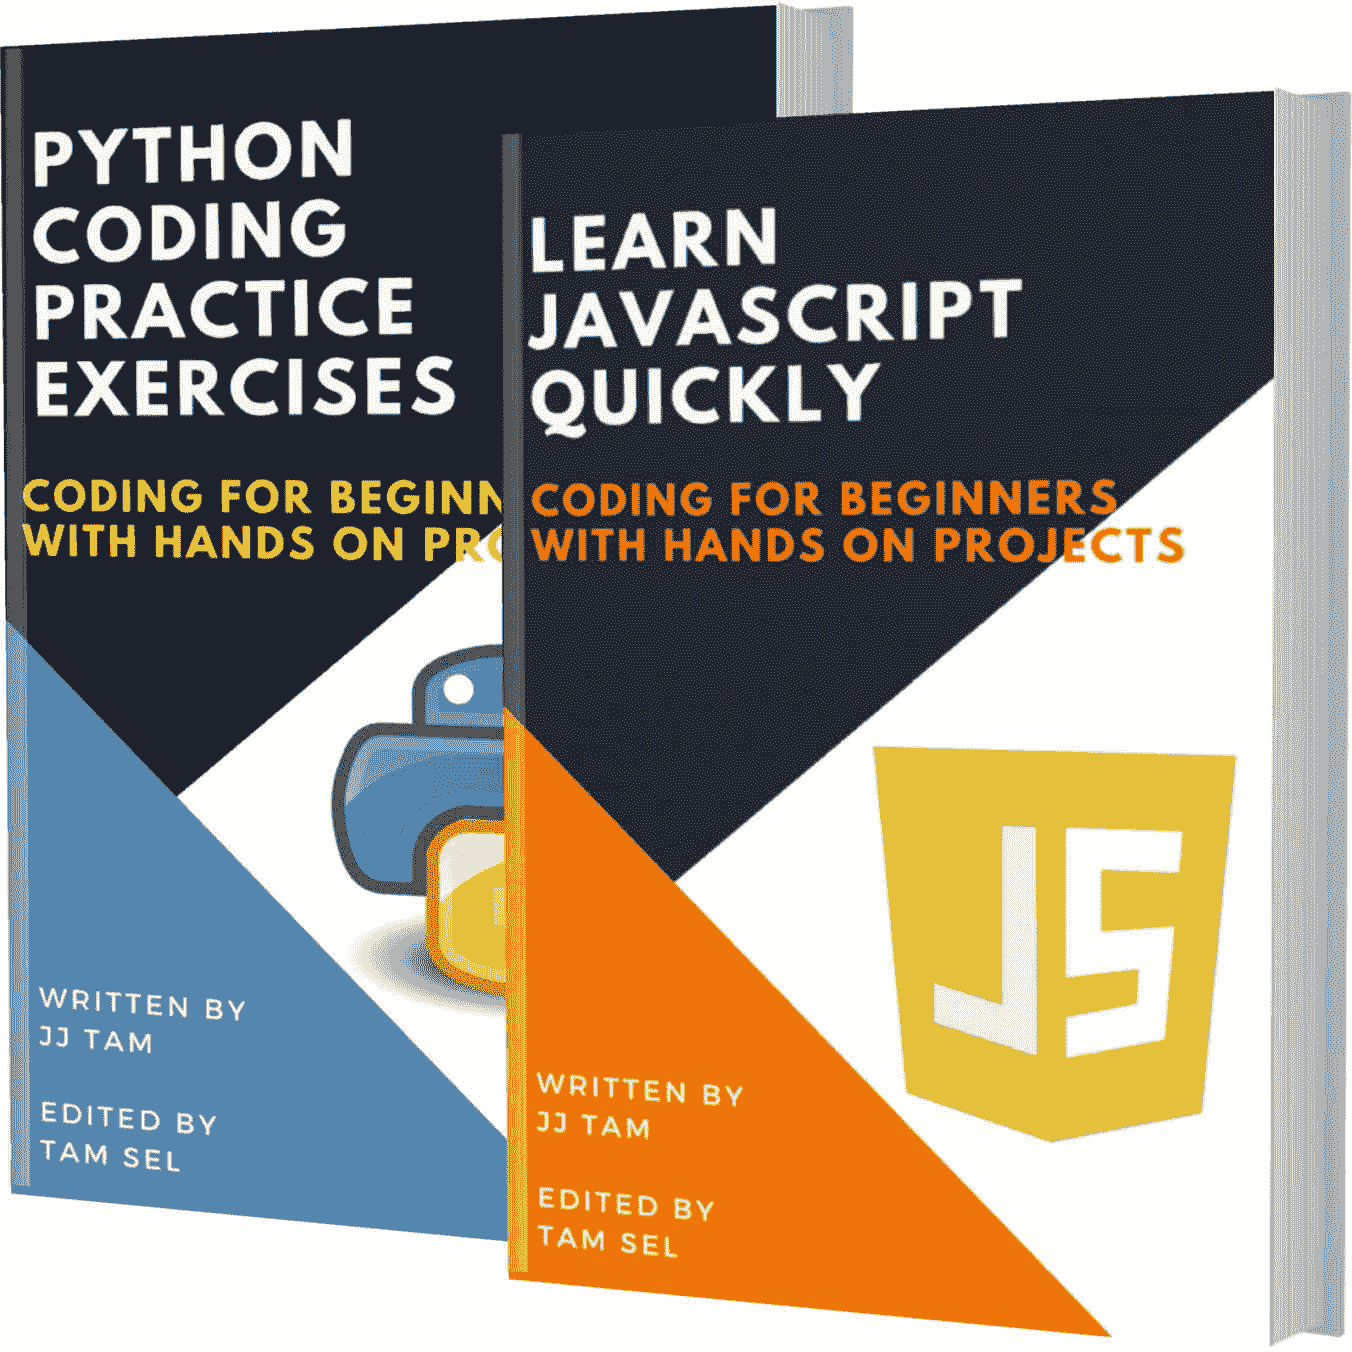 PYTHON
CODING
PRACTICE
EXERCISES
CODING FOR BEGINN
WITH HANDS ON PRO
WRITTEN BY
JJ TAM
EDITED BY
TAM SEL
LEARN
JAVASCRIPT
QUICKLY
CODING FOR BEGINNERS
WITH HANDS ON PROJECTS
JS
WRITTEN BY
JJ TAM
EDITED BY
TAM SEL